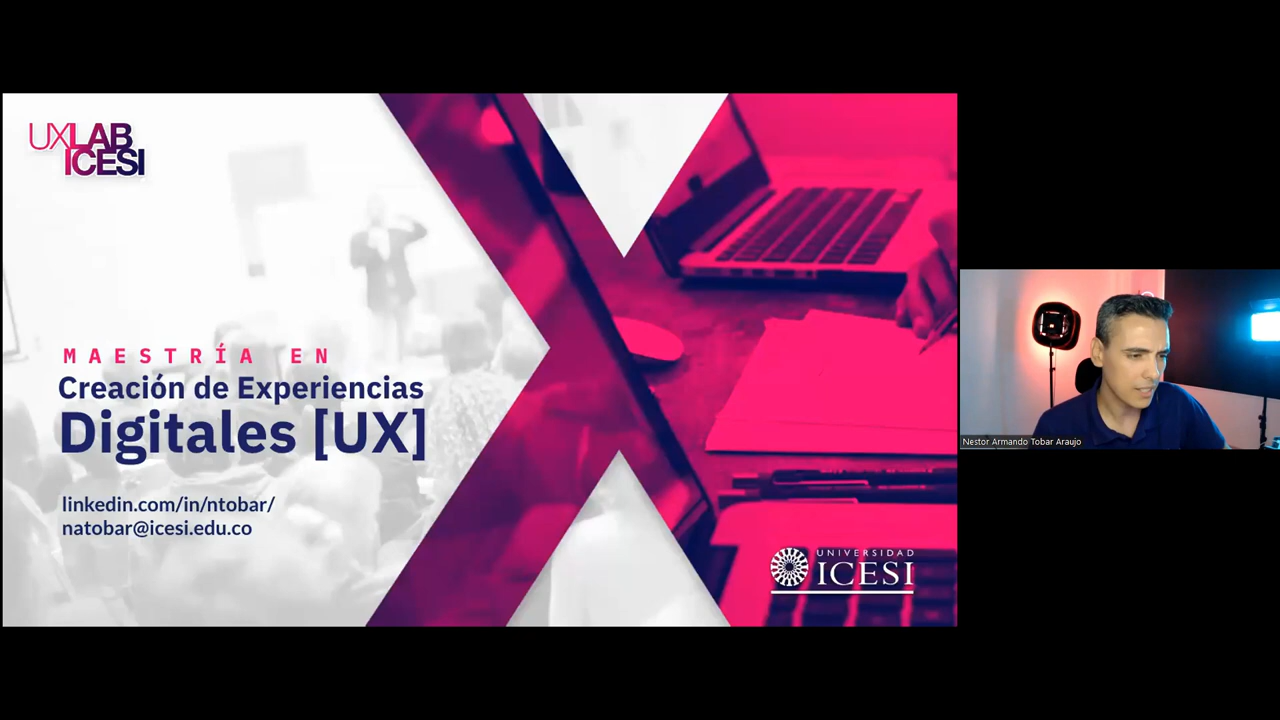 UXLAB
ICESI
MAESTRÍA EN
Creación de Experiencias
Digitales [UX]
linkedin.com/in/ntobar/
natobar@icesi.edu.co
UNIVERSIDAD
ICESI
Nestor Armando Tobar Araujo